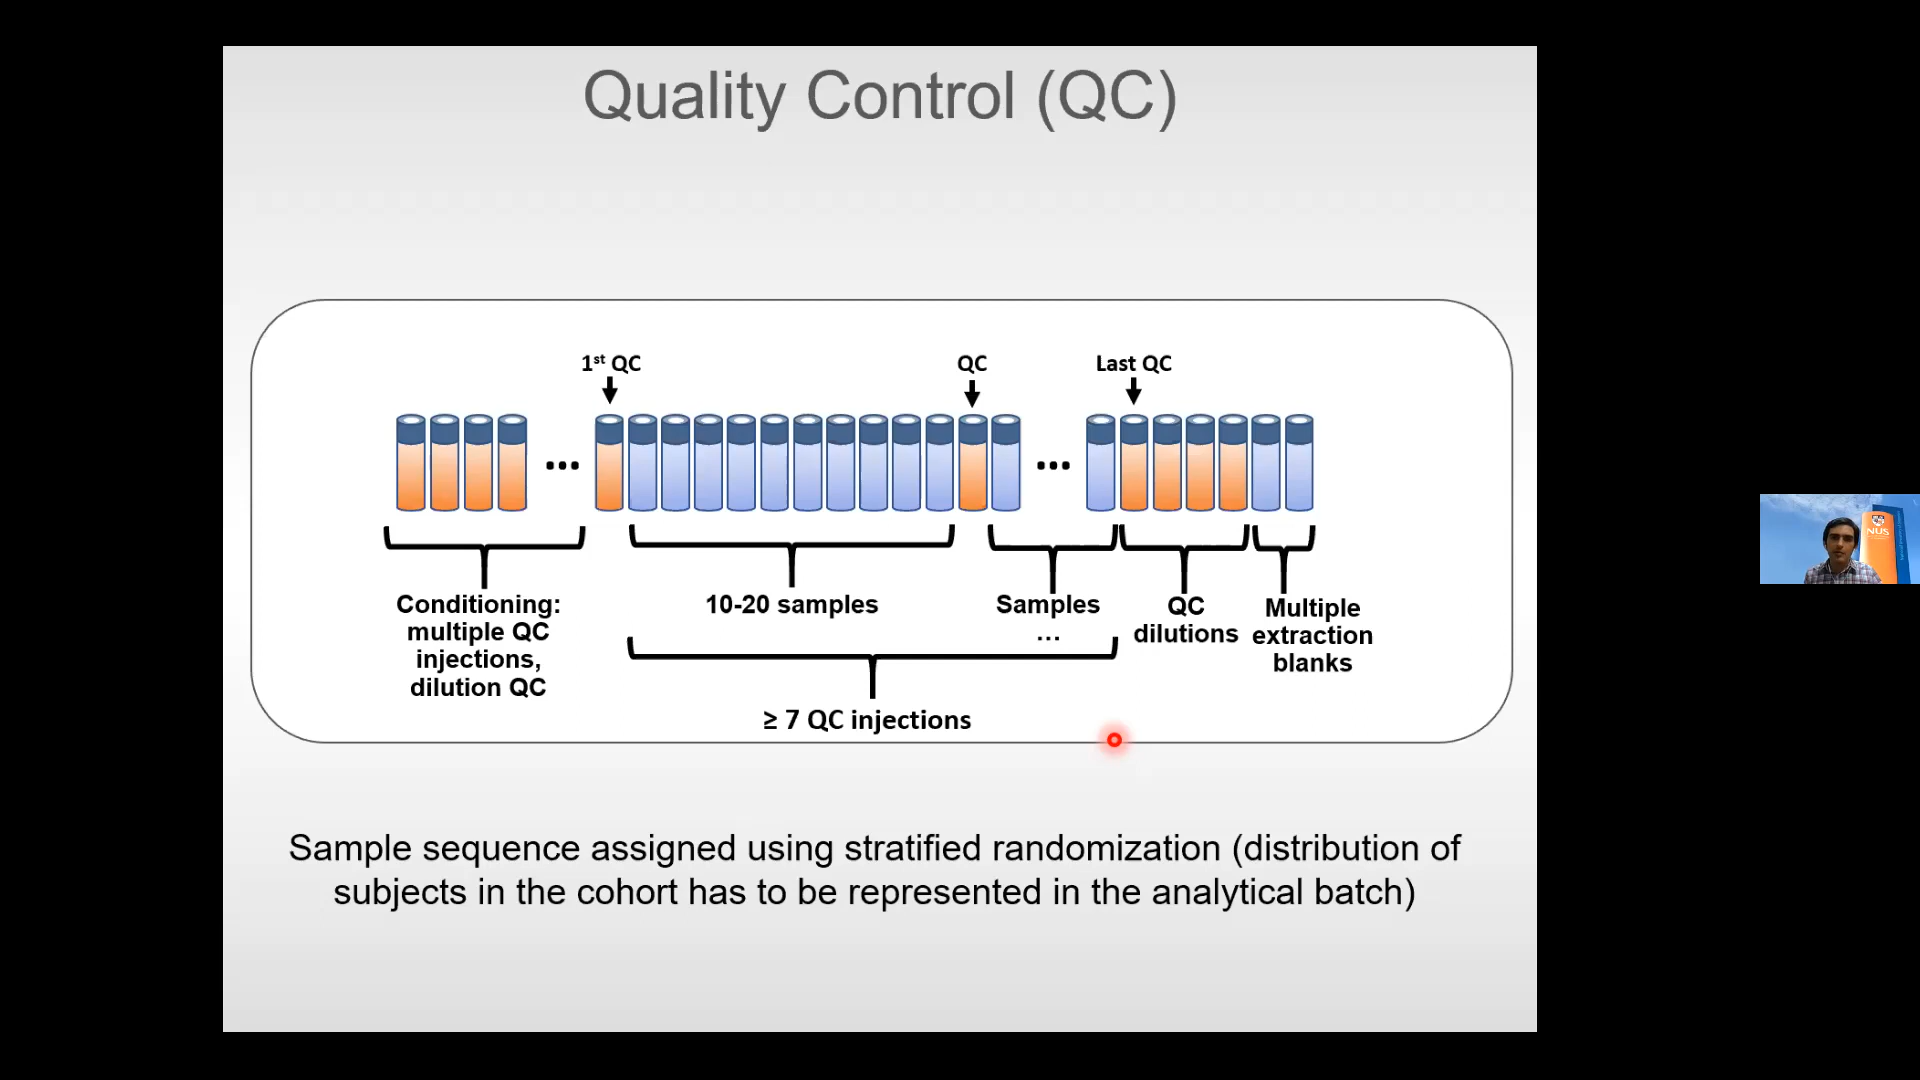 Quality Control (QC)
1st QC
QC
Last QC
...
...
Conditioning:
multiple QC
injections,
dilution QC
10-20 samples
Samples
...
QC
dilutions
Multiple
extraction
blanks
≥ 7 QC injections
Sample sequence assigned using stratified randomization (distribution of
subjects in the cohort has to be represented in the analytical batch)
NUS